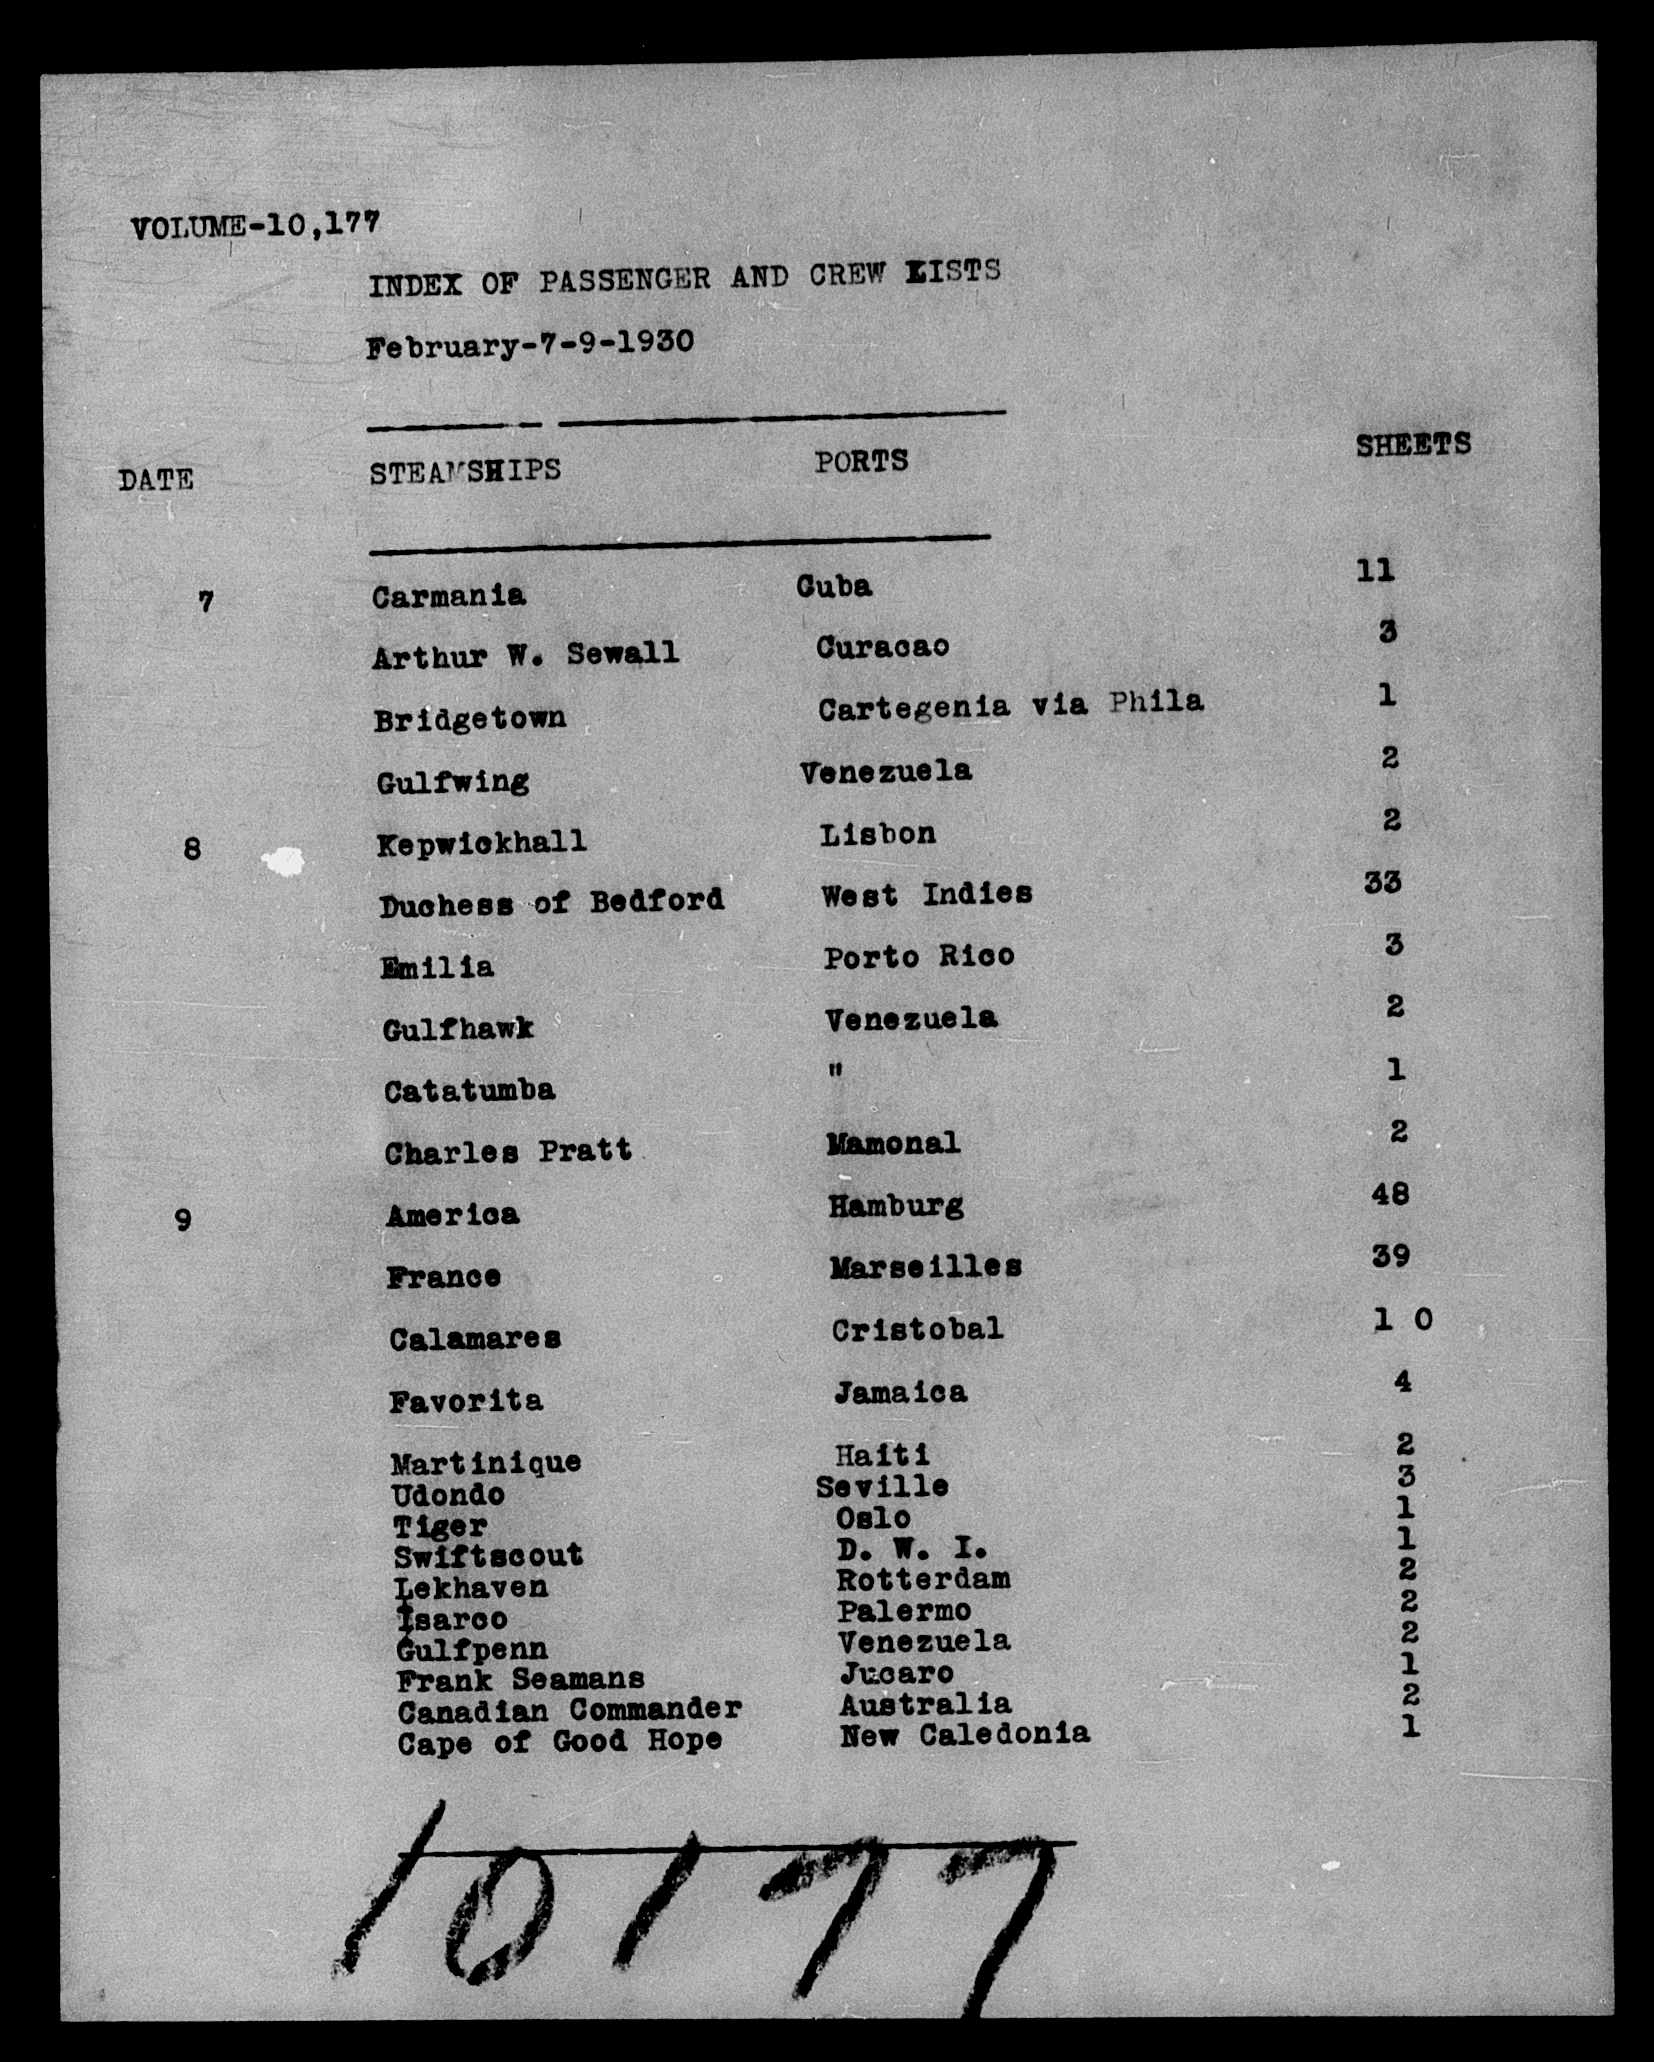 VOLUME-10,177
INDEX OF PASSENGER AND CREW LISTS
February-7-9-1930
DATE STEAMSHIPS PORTS SHEETS
7 Carmania Cuba 11
Arthur W. Sewall Curacao 3
Bridgetown Cartegenia via Phila 1
Gulfwing Venezuela 2
8 Kepwickhall Lisbon 2
Duchess of Bedford West Indies 33
Emilia Porto Rico 3
Gulfhawk Venezuela 2
Catatumba " 1
Charles Pratt Mamonal 2
9 America Hamburg 48
France Marseilles 39
Calamares Cristobal 1 0
Favorita Jamaica 4
Martinique Haiti 2
Udondo Seville 3
Tiger Oslo 1
Swiftscout D. W. I. 1
Lekhaven Rotterdam 2
Isarco Palermo 2
Gulfpenn Venezuela 2
Frank Seamans Jucaro 1
Canadian Commander Australia 2
Cape of Good Hope New Caledonia 1
10177